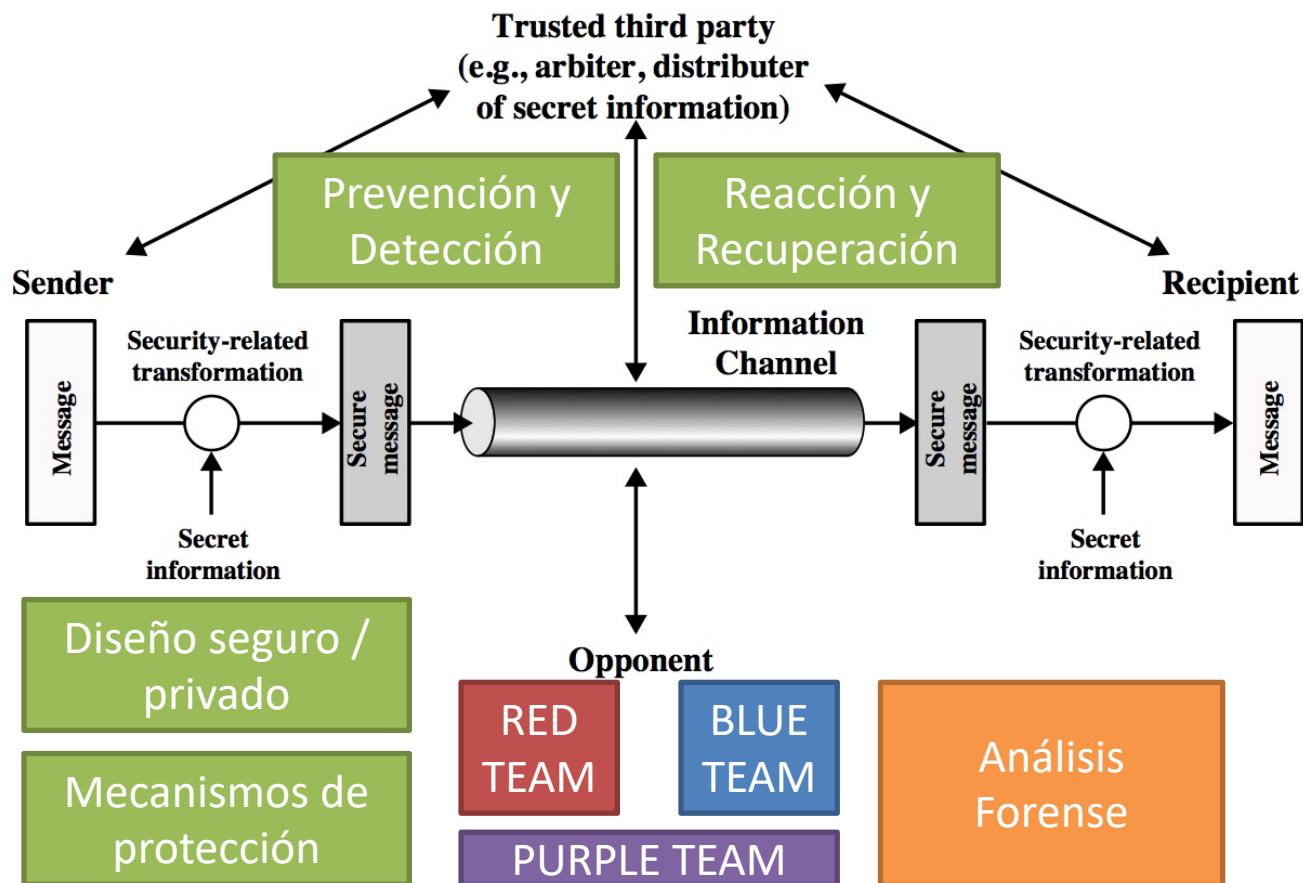 Trusted third party
(e.g., arbiter, distributer
of secret information)
Prevención y
Detección
Reacción y
Recuperación
Sender
Recipient
Information
Channel
Security-related
transformation
Security-related
transformation
Message
Secure
message
Secure
message
Message
Secret
information
Secret
information
Diseño seguro /
privado
Opponent
RED
TEAM
BLUE
TEAM
Análisis
Forense
Mecanismos de
protección
PURPLE TEAM